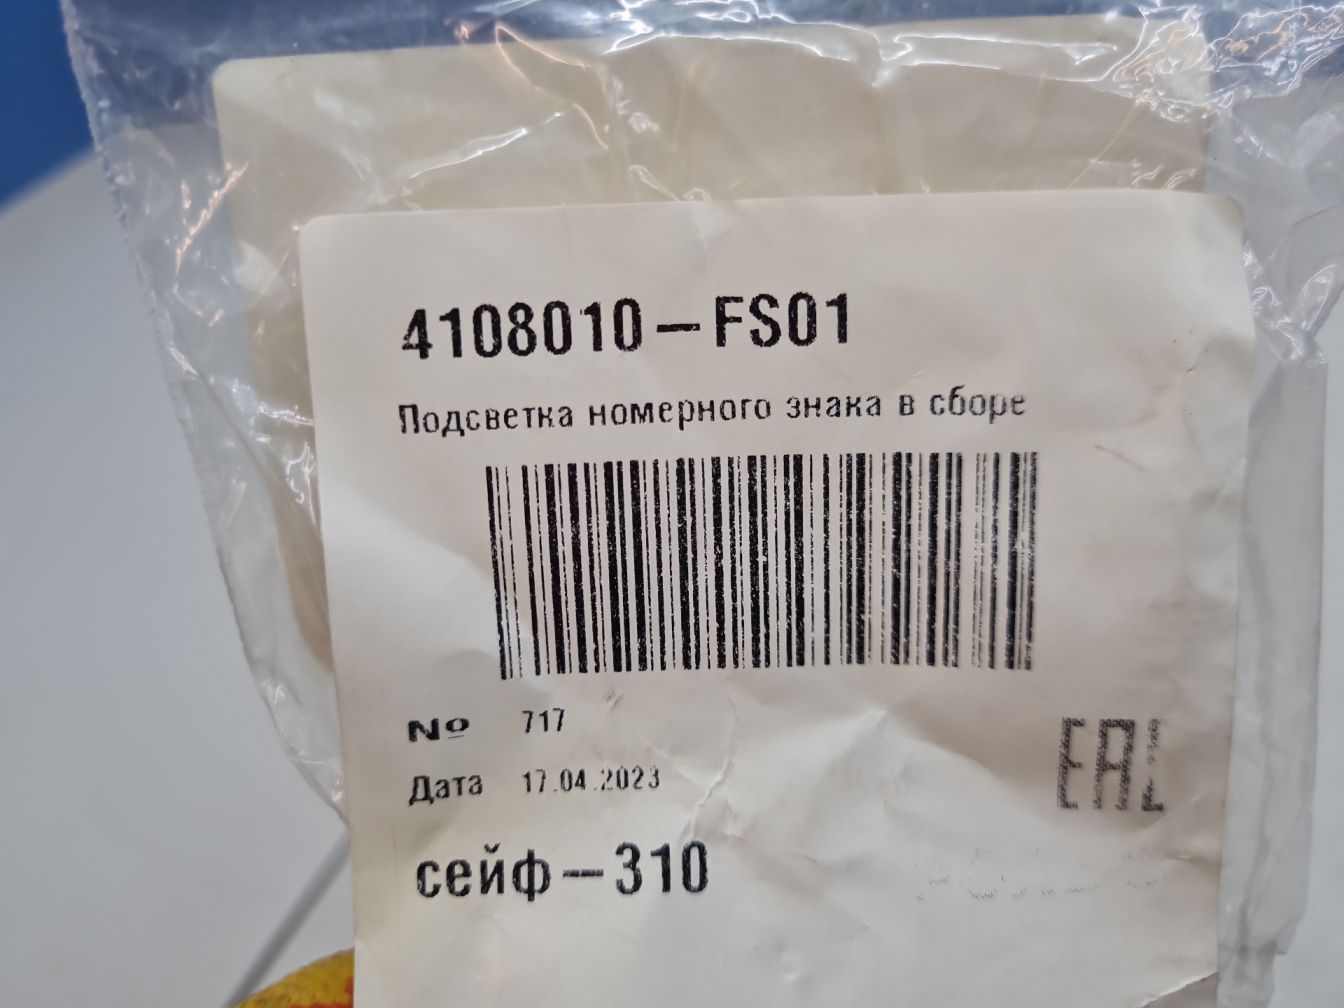 4108010-FS01
Подсветка номерного знака в сборе
№ 717
EAC
Дата 17.04.2023
сейф-310